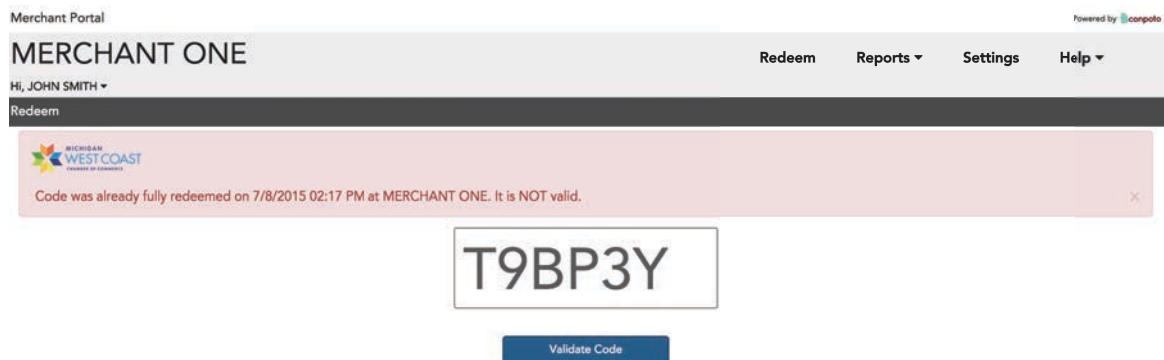 Merchant Portal
Powered by conpoto
MERCHANT ONE
Redeem Reports Settings Help
Hi, JOHN SMITH
Redeem
MICHIGAN
WEST COAST
CHAMBER OF COMMERCE
Code was already fully redeemed on 7/8/2015 02:17 PM at MERCHANT ONE. It is NOT valid.
×
T9BP3Y
Validate Code